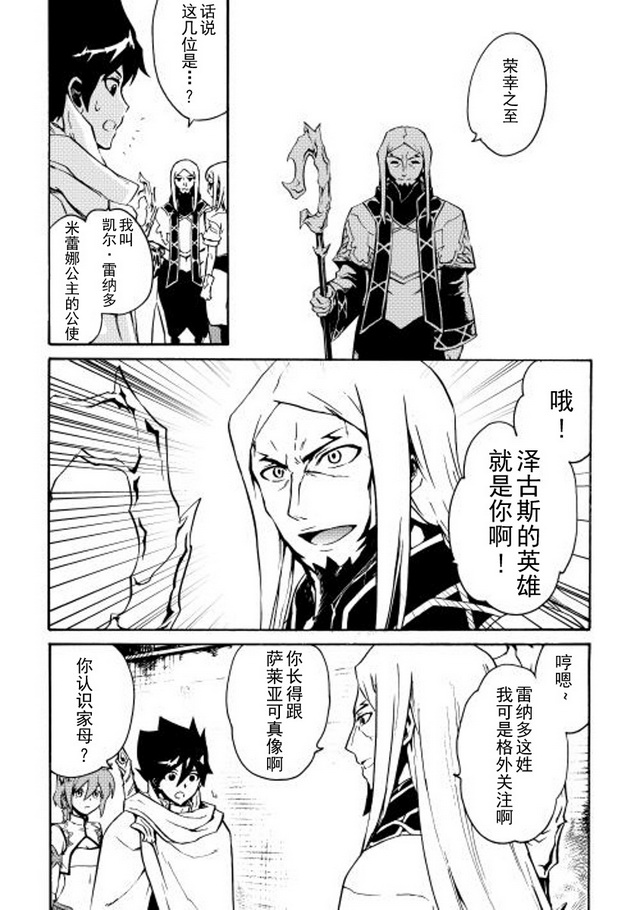 荣幸之至
话说
这几位是…？
我叫
凯尔·雷纳多
米蕾娜公主的公使
哦！
泽古斯的英雄
就是你啊！
哼嗯~
雷纳多这姓
我可是格外关注啊
你长得跟
萨莱亚可真像啊
你认识家母？